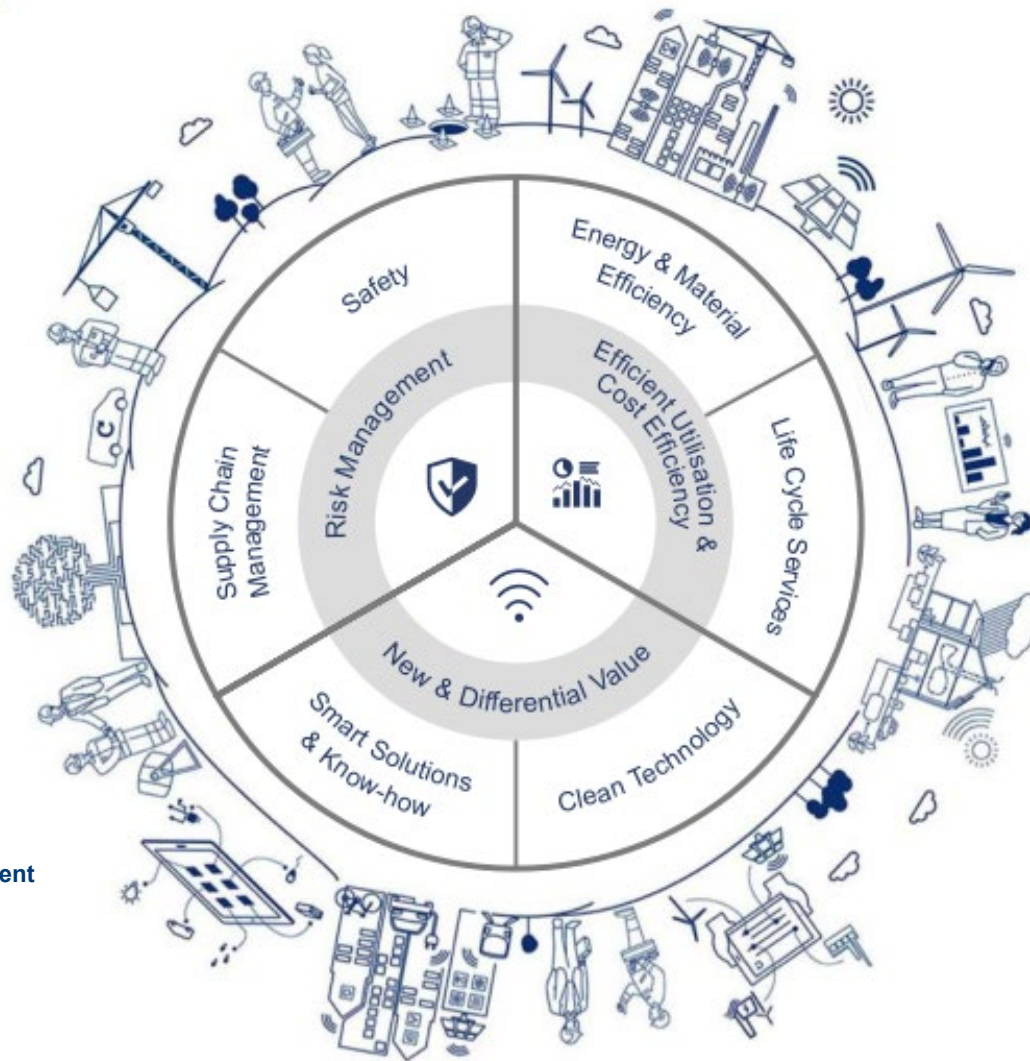 Safety
Energy & Material
Efficiency
Risk Management
Efficient Utilisation &
Cost Efficiency
Supply Chain
Management
Life Cycle Services
New & Differential Value
Smart Solutions
& Know-how
Clean Technology
C
ent